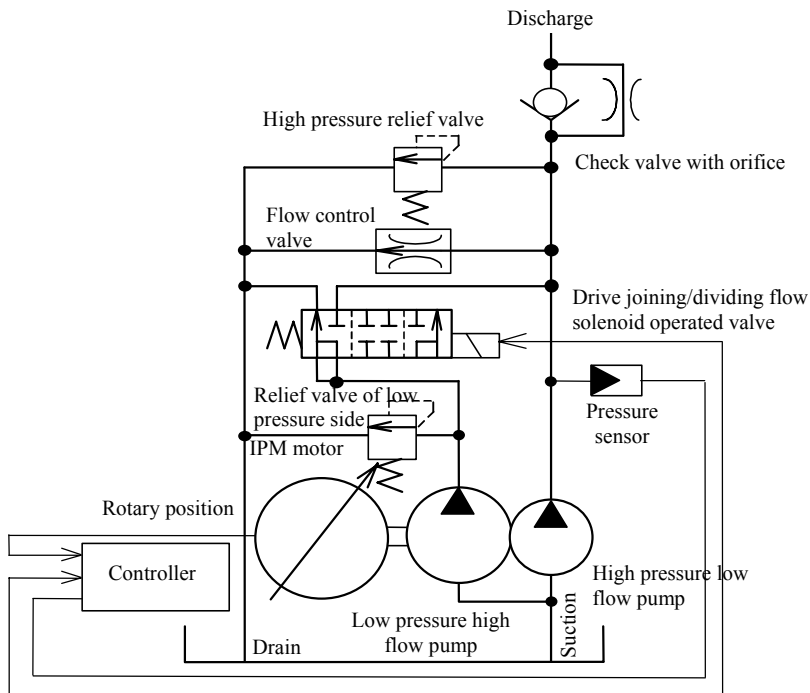 Discharge
High pressure relief valve
Check valve with orifice
Flow control
valve
Drive joining/dividing flow
solenoid operated valve
Relief valve of low
pressure side
IPM motor
Pressure
sensor
Rotary position
Controller
High pressure low
flow pump
Low pressure high
flow pump
Drain
Suction